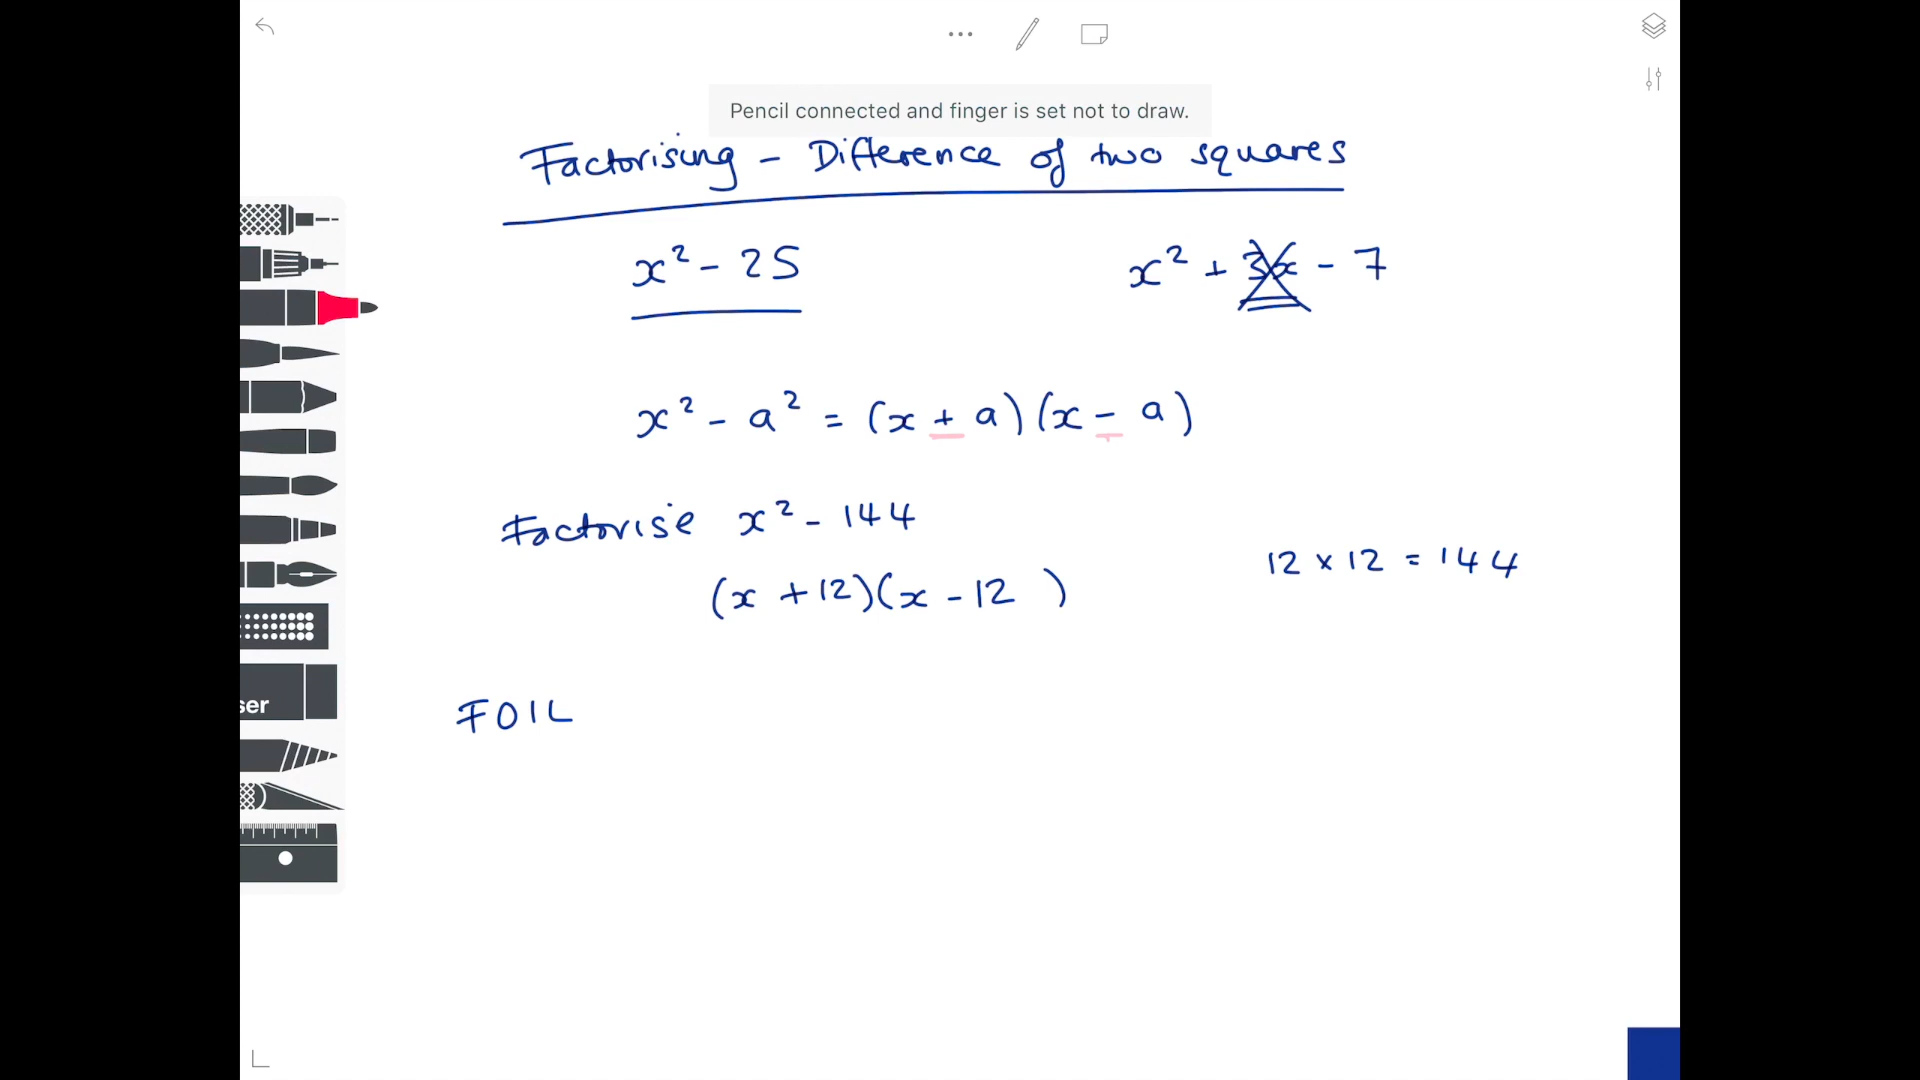 Pencil connected and finger is set not to draw.
Factorising - Difference of two squares
x² - 25
x² + 3x - 7
x² - a² = (x + a)(x - a)
Factorise x² - 144
12 x 12 = 144
(x + 12)(x - 12 )
ser
FOIL